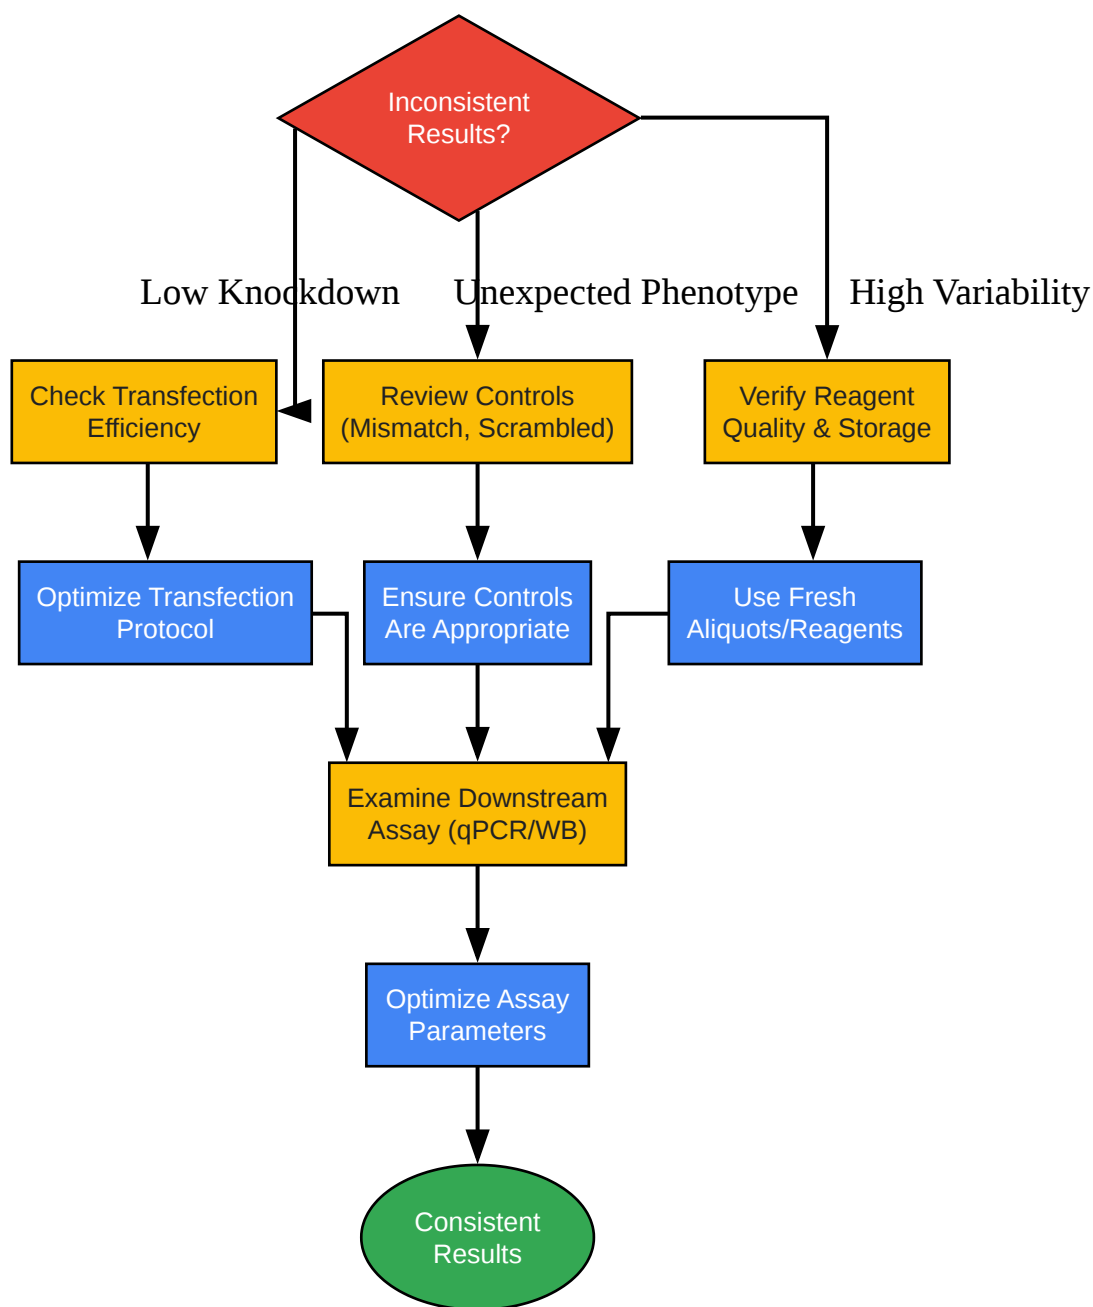 Inconsistent
Results?
Low Knockdown
Unexpected Phenotype
High Variability
Check Transfection
Efficiency
Review Controls
(Mismatch, Scrambled)
Verify Reagent
Quality & Storage
Optimize Transfection
Protocol
Ensure Controls
Are Appropriate
Use Fresh
Aliquots/Reagents
Examine Downstream
Assay (qPCR/WB)
Optimize Assay
Parameters
Consistent
Results